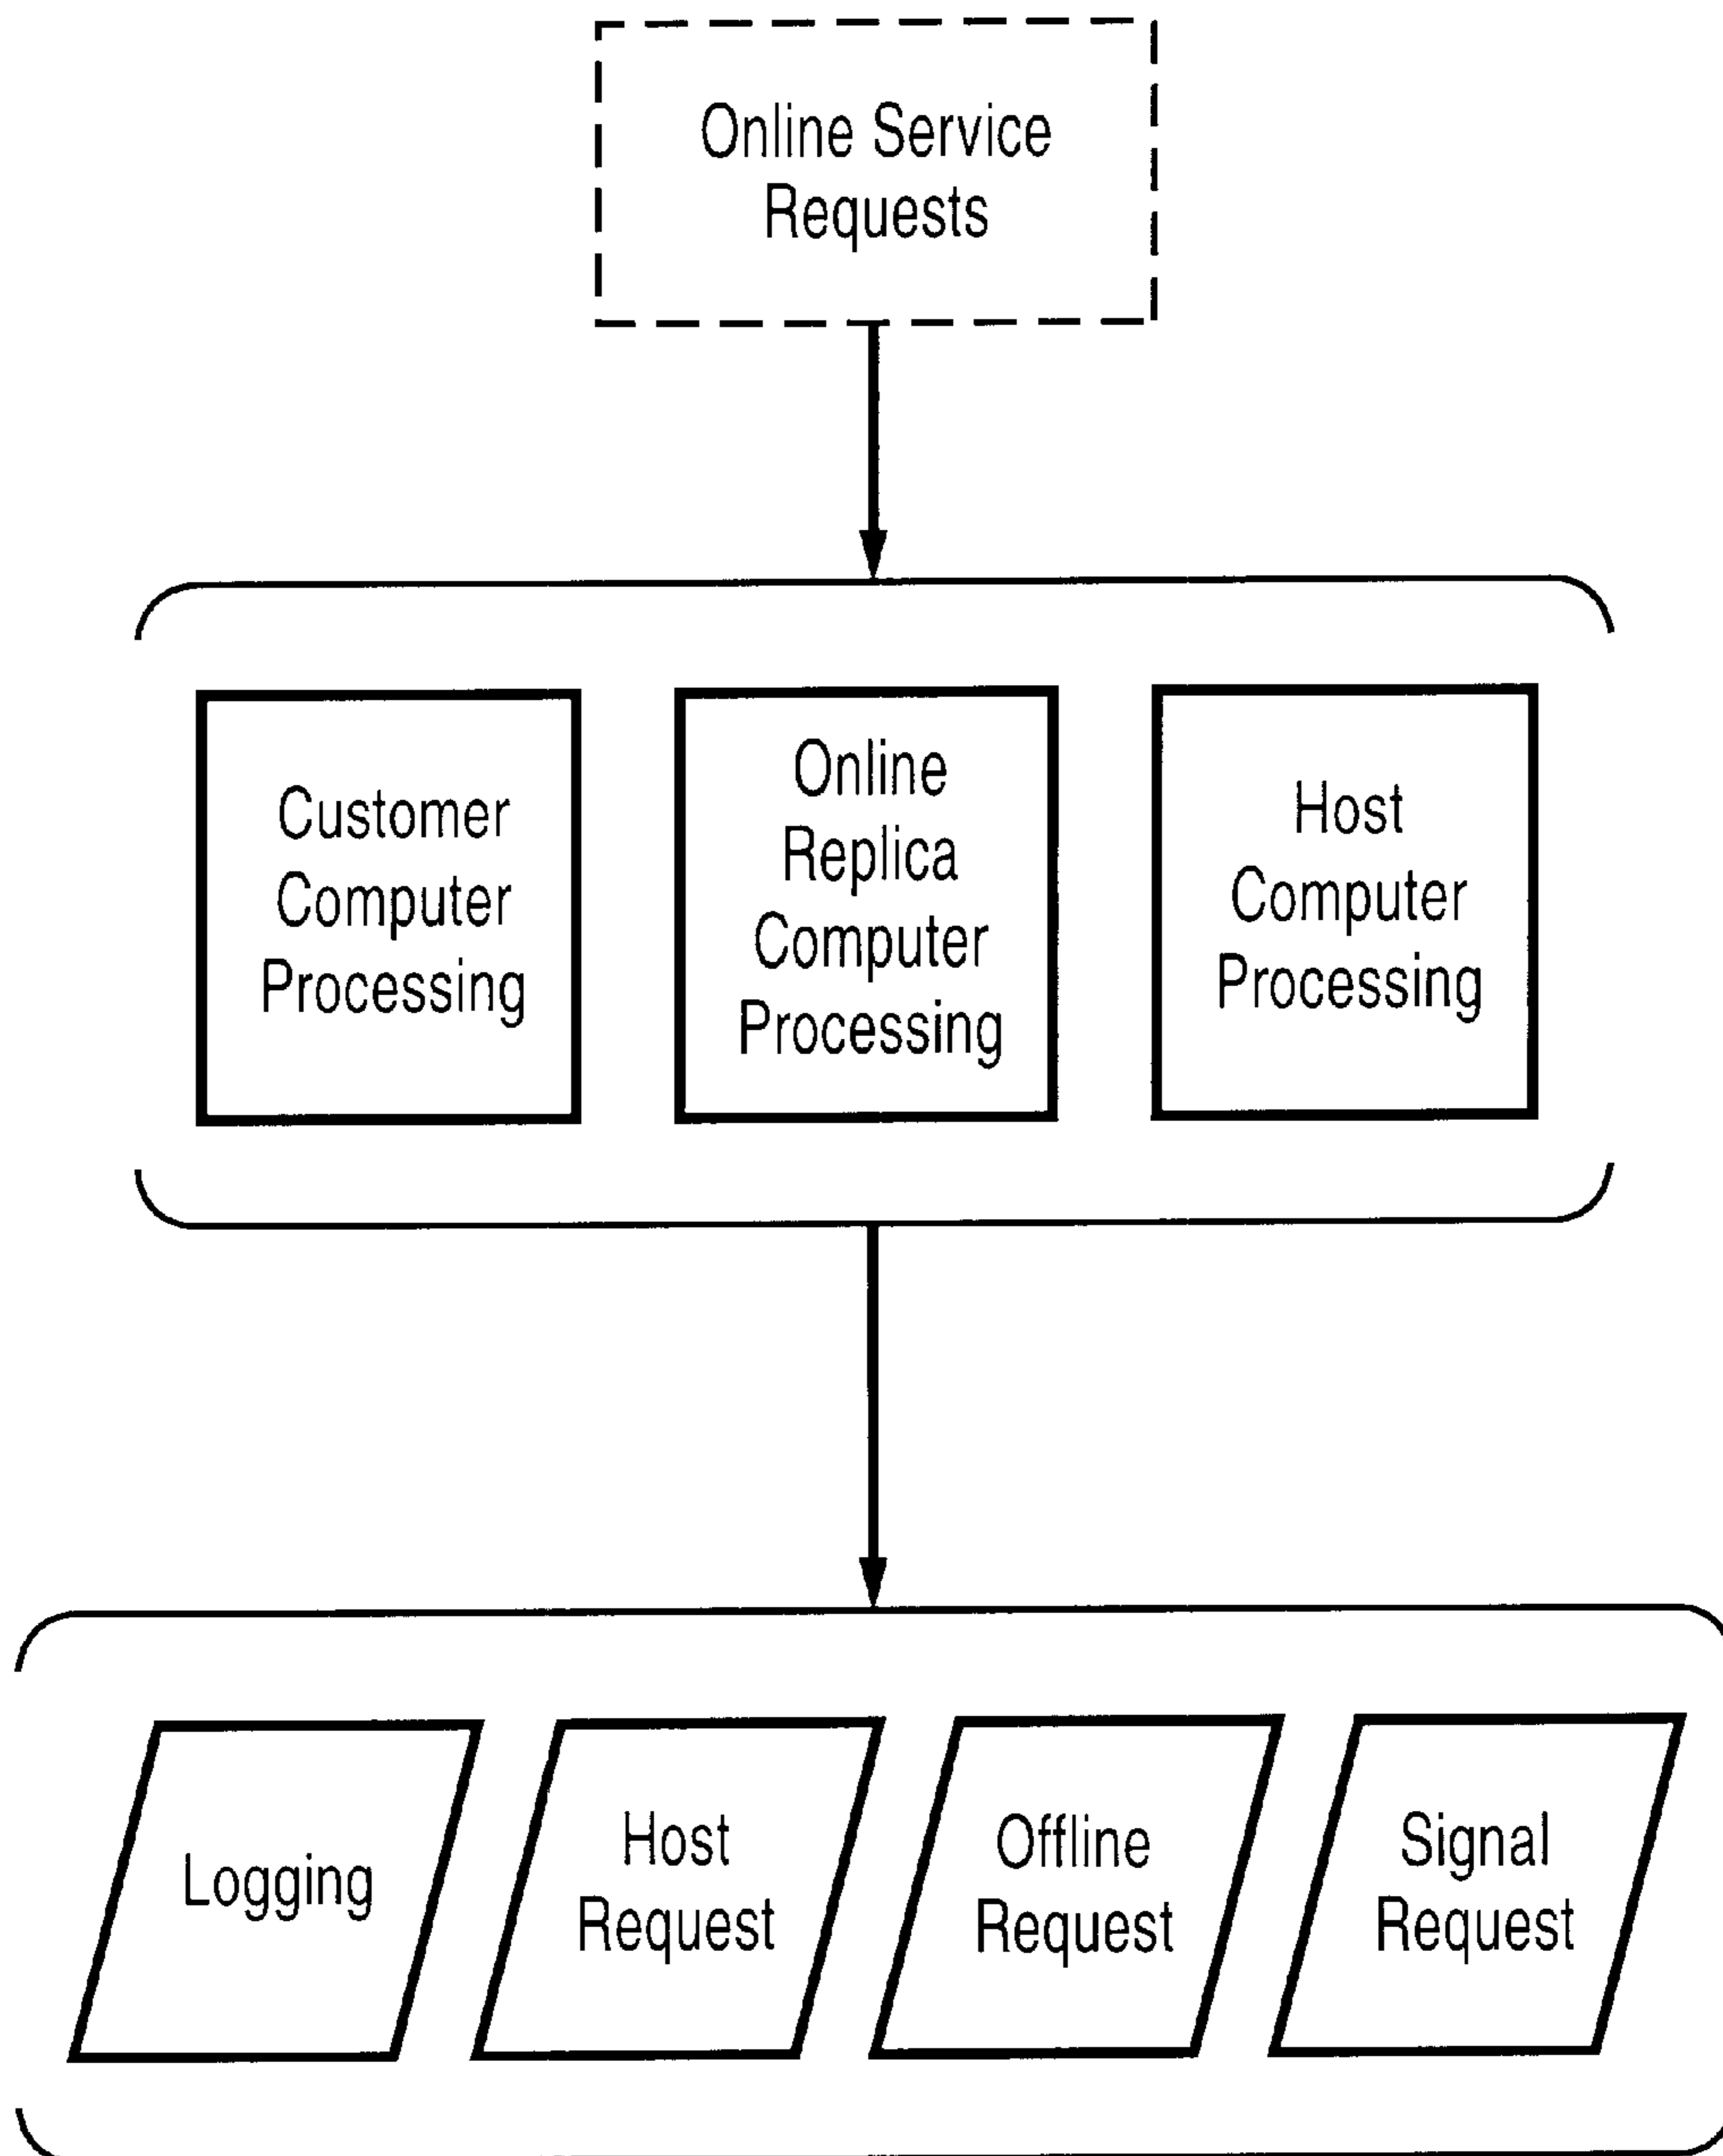 Online Service
Requests
Customer
Computer
Processing
Online
Replica
Computer
Processing
Host
Computer
Processing
Logging
Host
Request
Offline
Request
Signal
Request